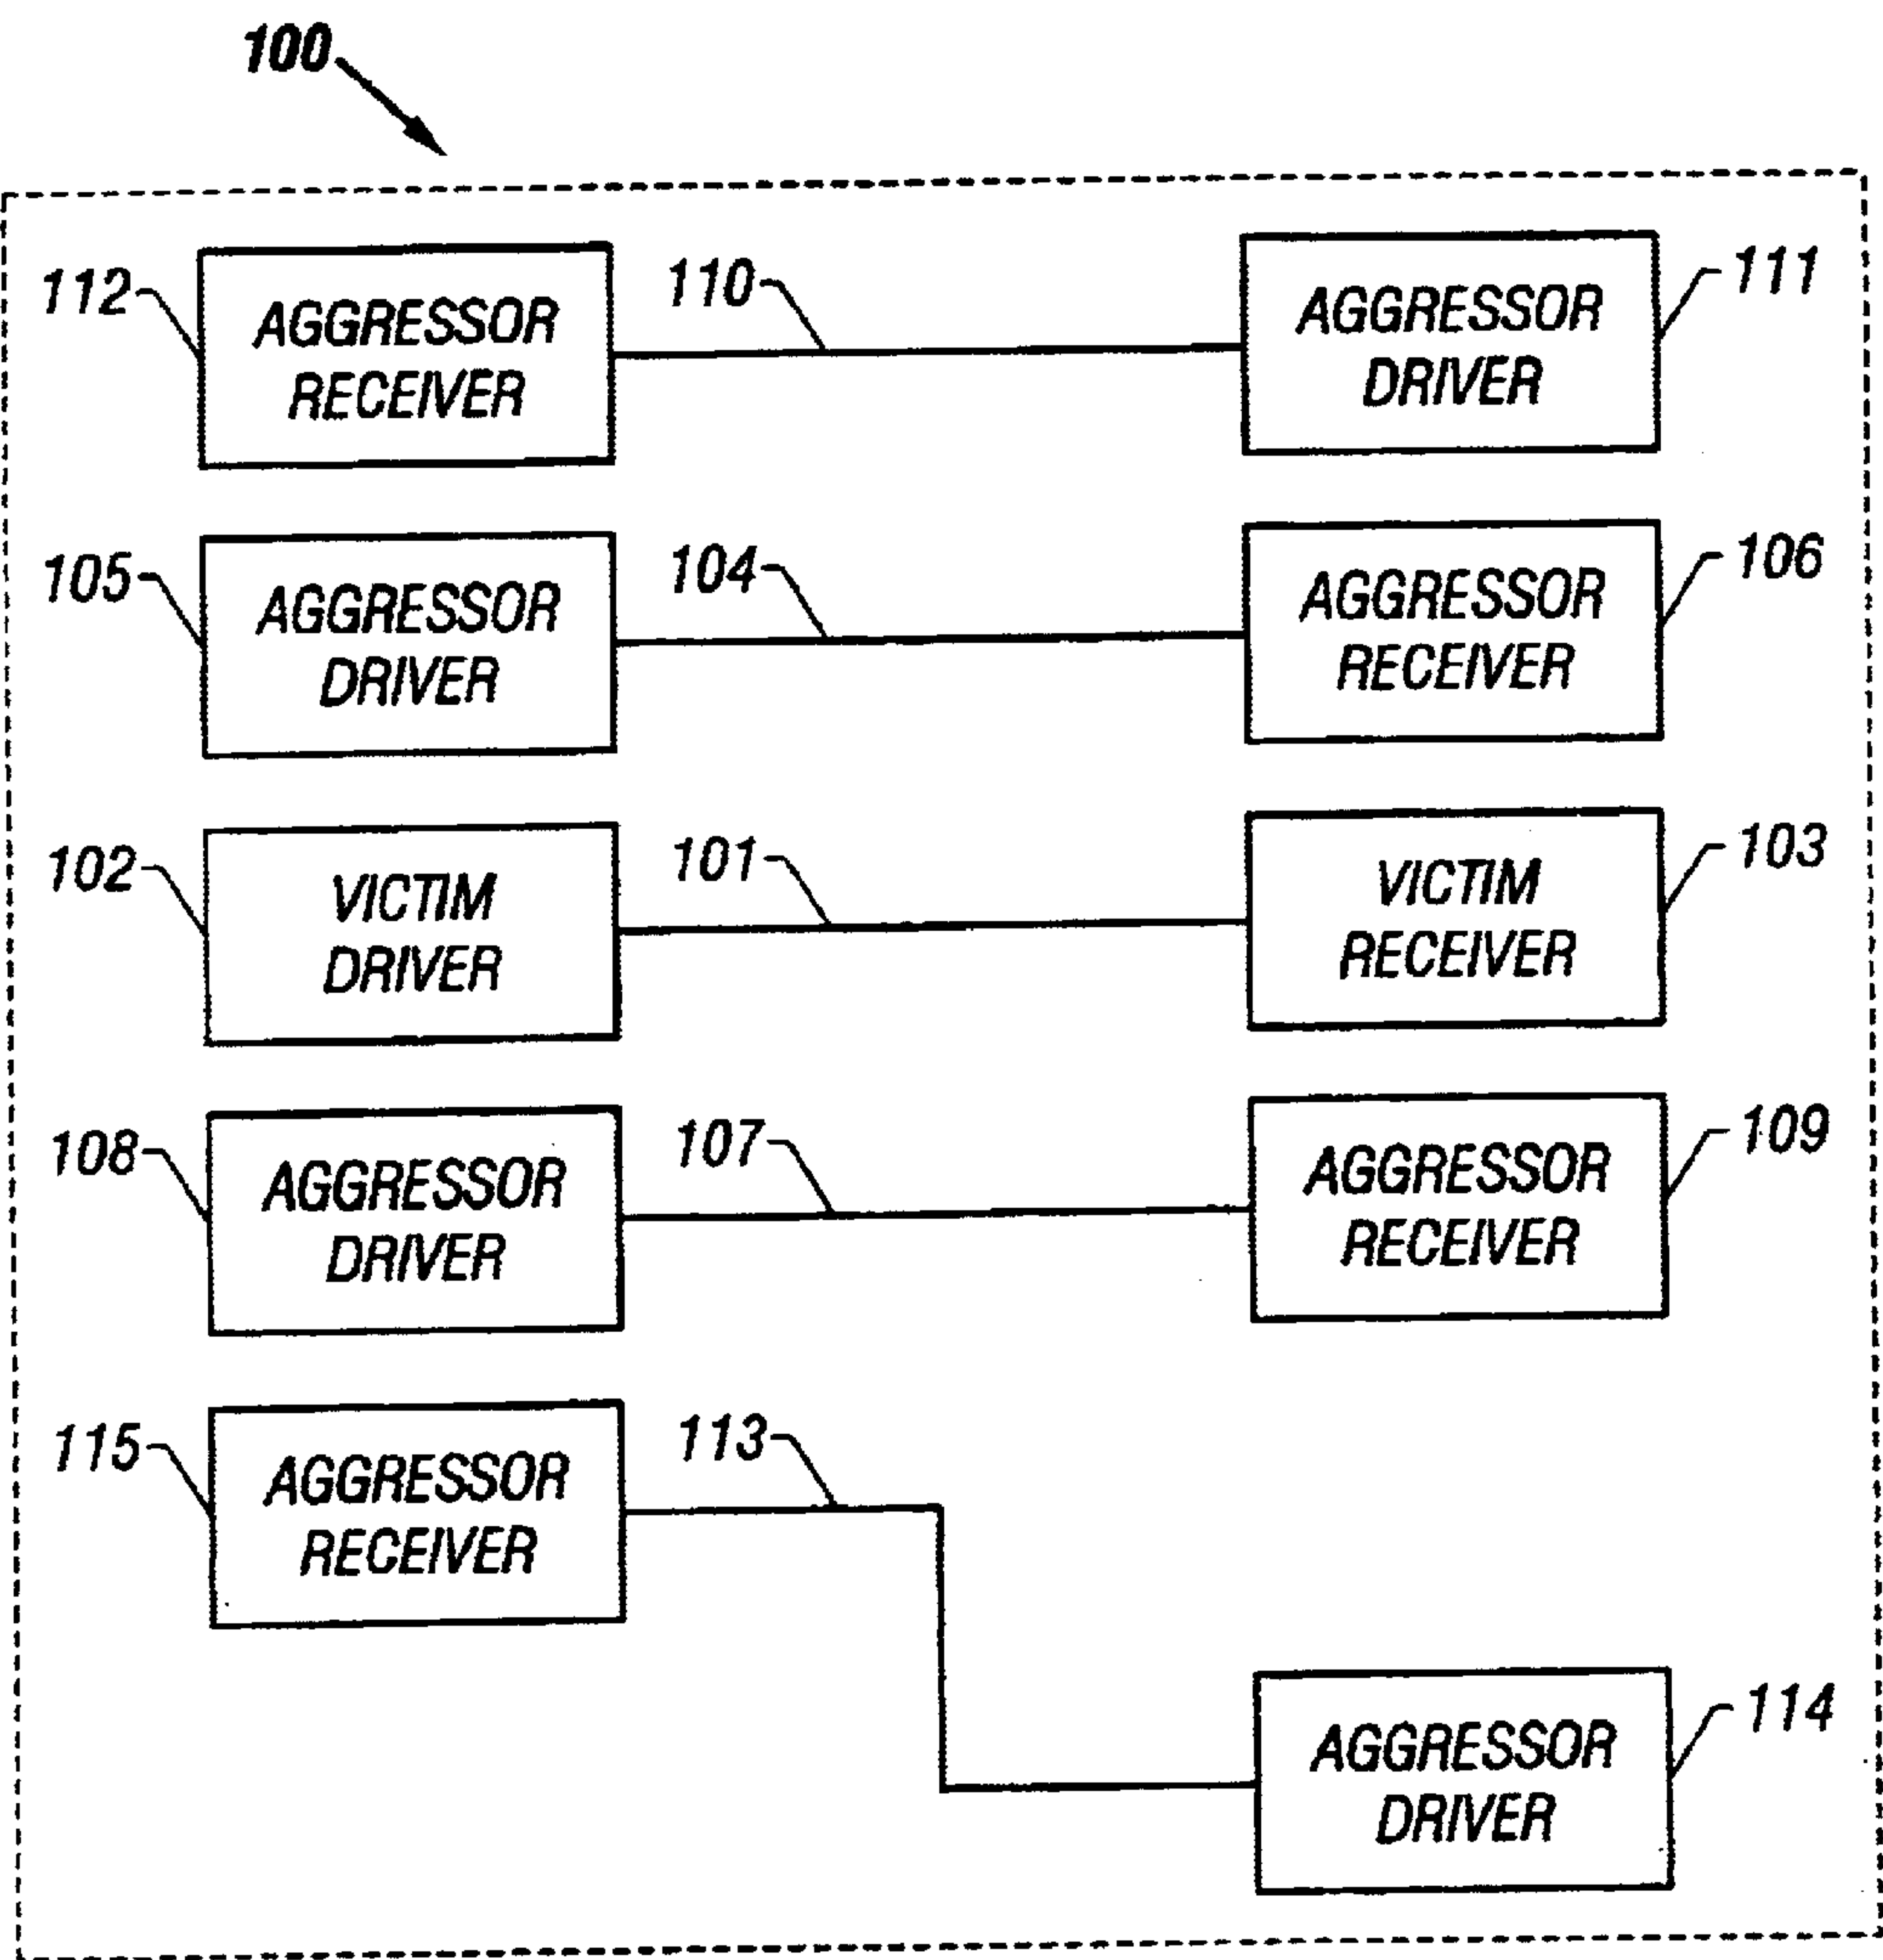 100
112
AGGRESSOR
RECEIVER
110
AGGRESSOR
DRIVER
111
105
AGGRESSOR
DRIVER
104
AGGRESSOR
RECEIVER
106
102
VICTIM
DRIVER
101
VICTIM
RECEIVER
103
108
AGGRESSOR
DRIVER
107
AGGRESSOR
RECEIVER
109
115
AGGRESSOR
RECEIVER
113
AGGRESSOR
DRIVER
114